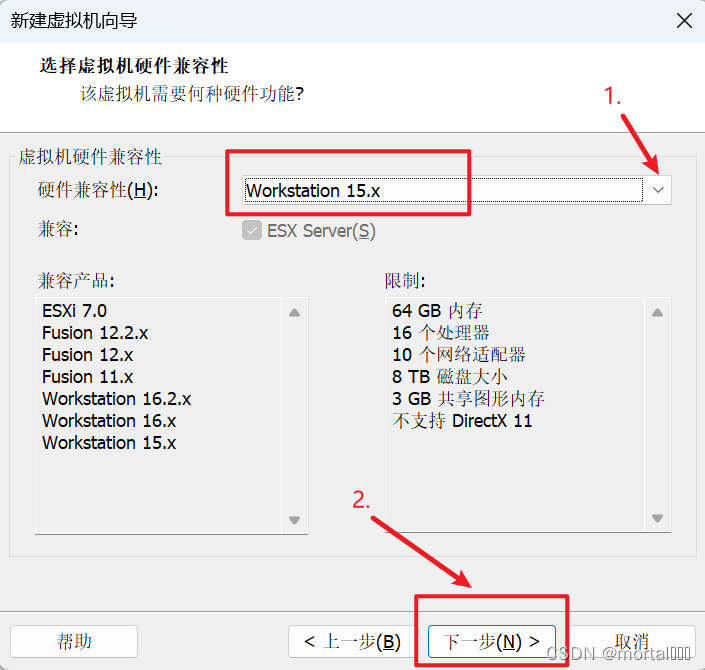 新建虚拟机向导
选择虚拟机硬件兼容性
该虚拟机需要何种硬件功能?
1.
虚拟机硬件兼容性
硬件兼容性(H): Workstation 15.x
兼容: ESX Server(S)
兼容产品:
ESXi 7.0
Fusion 12.2.x
Fusion 12.x
Fusion 11.x
Workstation 16.2.x
Workstation 16.x
Workstation 15.x
限制:
64 GB 内存
16 个处理器
10 个网络适配器
8 TB 磁盘大小
3 GB 共享图形内存
不支持 DirectX 11
2.
帮助 < 上一步(B) 下一步(N) > 取消
CSDN @mortal